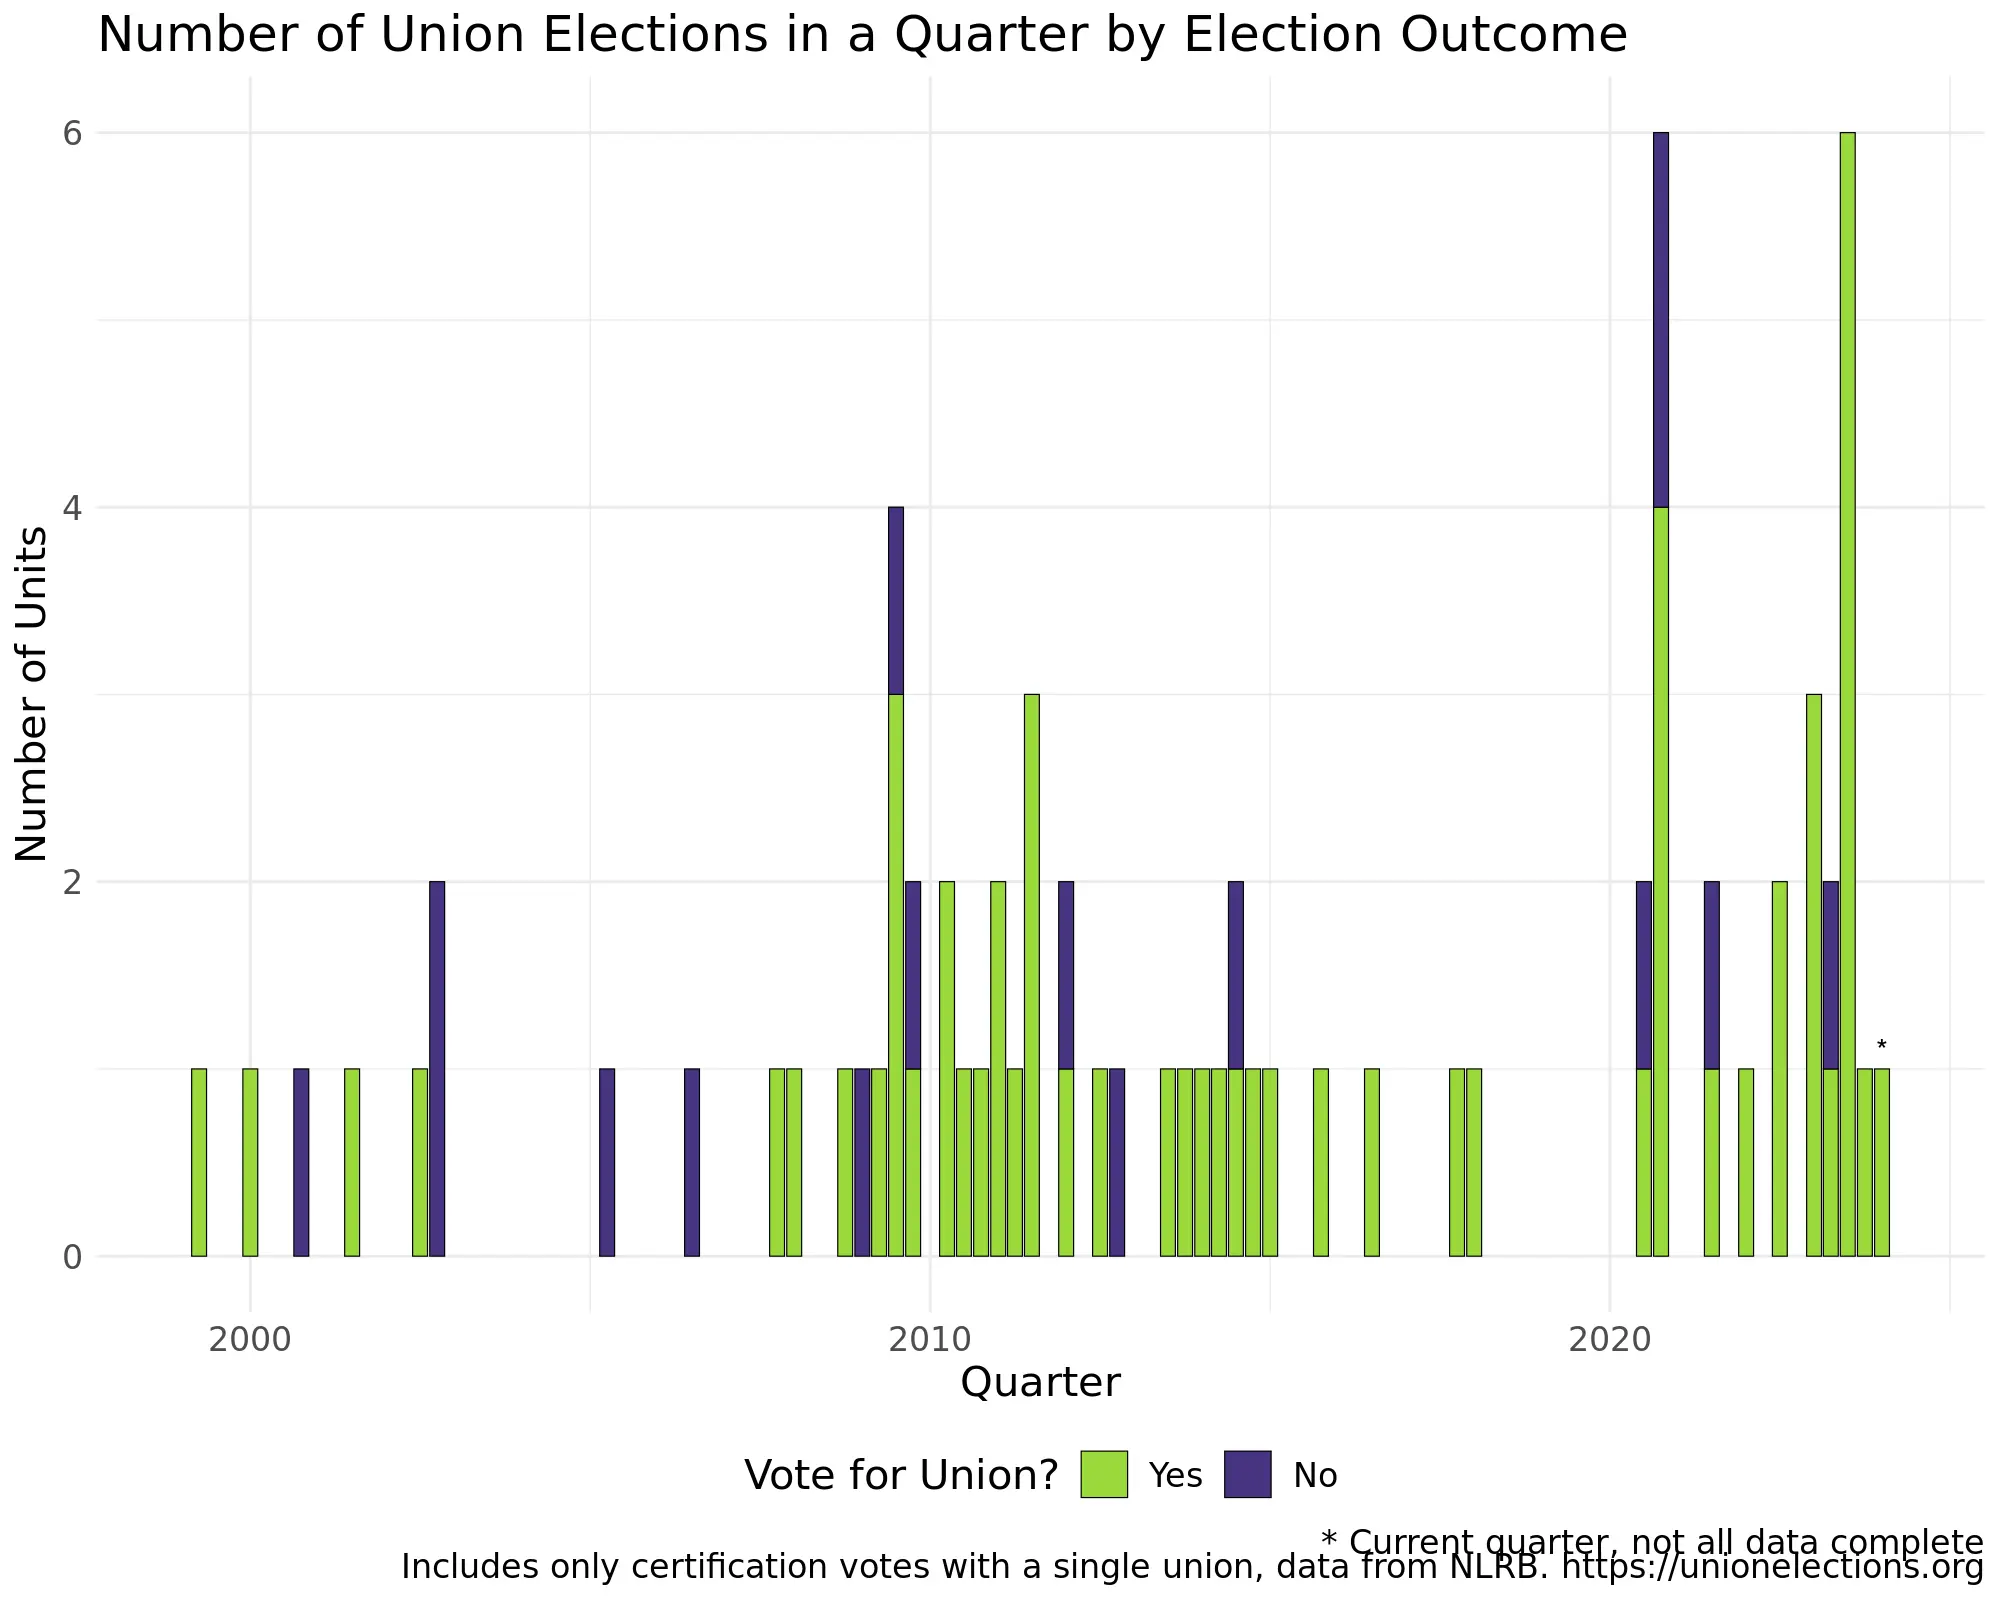 Number of Union Elections in a Quarter by Election Outcome
6
4
2
0
Number of Units
*
2000 2010 2020
Quarter
Vote for Union? Yes No
* Current quarter, not all data complete
Includes only certification votes with a single union, data from NLRB. https://unionelections.org